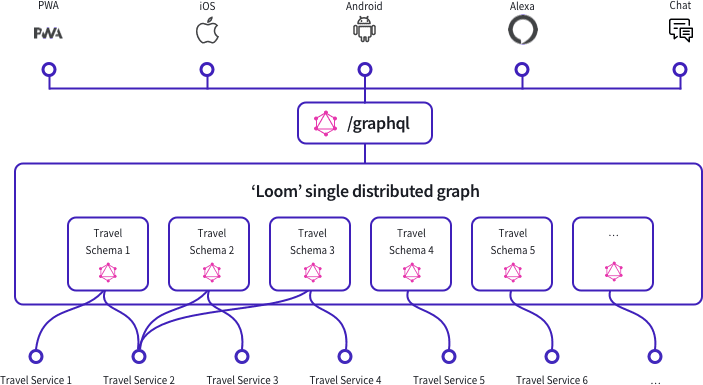 PWA
iOS
Android
Alexa
Chat
PWA
/graphql
‘Loom’ single distributed graph
Travel
Schema 1
Travel
Schema 2
Travel
Schema 3
Travel
Schema 4
Travel
Schema 5
...
Travel Service 1
Travel Service 2
Travel Service 3
Travel Service 4
Travel Service 5
Travel Service 6
...